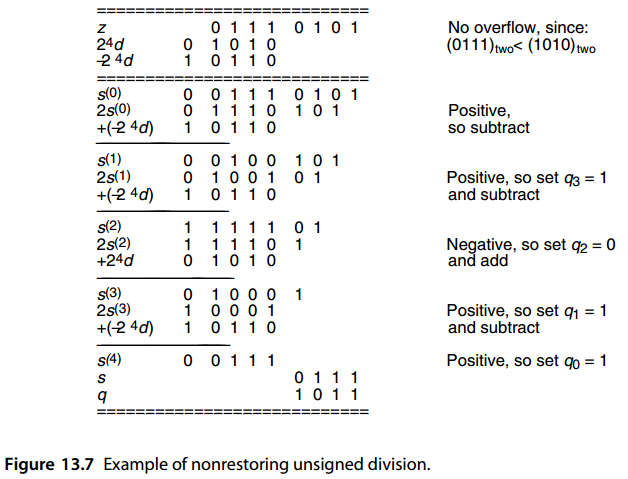 z 0 1 1 1 0 1 0 1 No overflow, since:
2⁴d 0 1 0 1 0 (0111)two< (1010)two
-2 ⁴d 1 0 1 1 0
s(0) 0 0 1 1 1 0 1 0 1
2s(0) 0 1 1 1 0 1 0 1 Positive,
+(-2 ⁴d) 1 0 1 1 0 so subtract
s(1) 0 0 1 0 0 1 0 1
2s(1) 0 1 0 0 1 0 1 Positive, so set q3 = 1
+(-2 ⁴d) 1 0 1 1 0 and subtract
s(2) 1 1 1 1 1 0 1
2s(2) 1 1 1 1 0 1 Negative, so set q2 = 0
+2⁴d 0 1 0 1 0 and add
s(3) 0 1 0 0 0 1
2s(3) 1 0 0 0 1 Positive, so set q1 = 1
+(-2 ⁴d) 1 0 1 1 0 and subtract
s(4) 0 0 1 1 1 Positive, so set q0 = 1
s 0 1 1 1
q 1 0 1 1
Figure 13.7 Example of nonrestoring unsigned division.